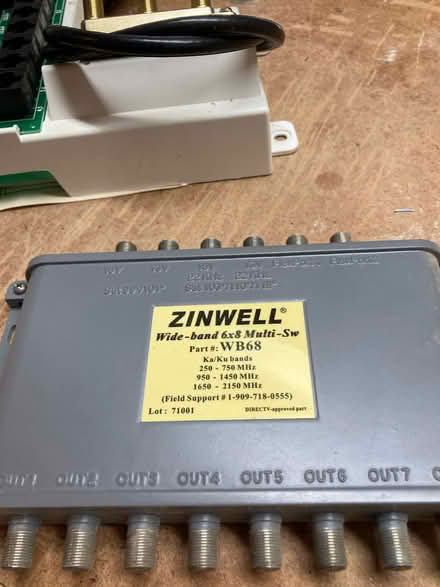 ZINWELL®
Wide-band 6x8 Multi-Sw
Part #: WB68
Ka/Ku bands
250 - 750 MHz
950 - 1450 MHz
1650 - 2150 MHz
(Field Support # 1-909-718-0555)
Lot : 71001 DIRECTV-approved part
OUT2 OUT3 OUT4 OUT5 OUT6 OUT7